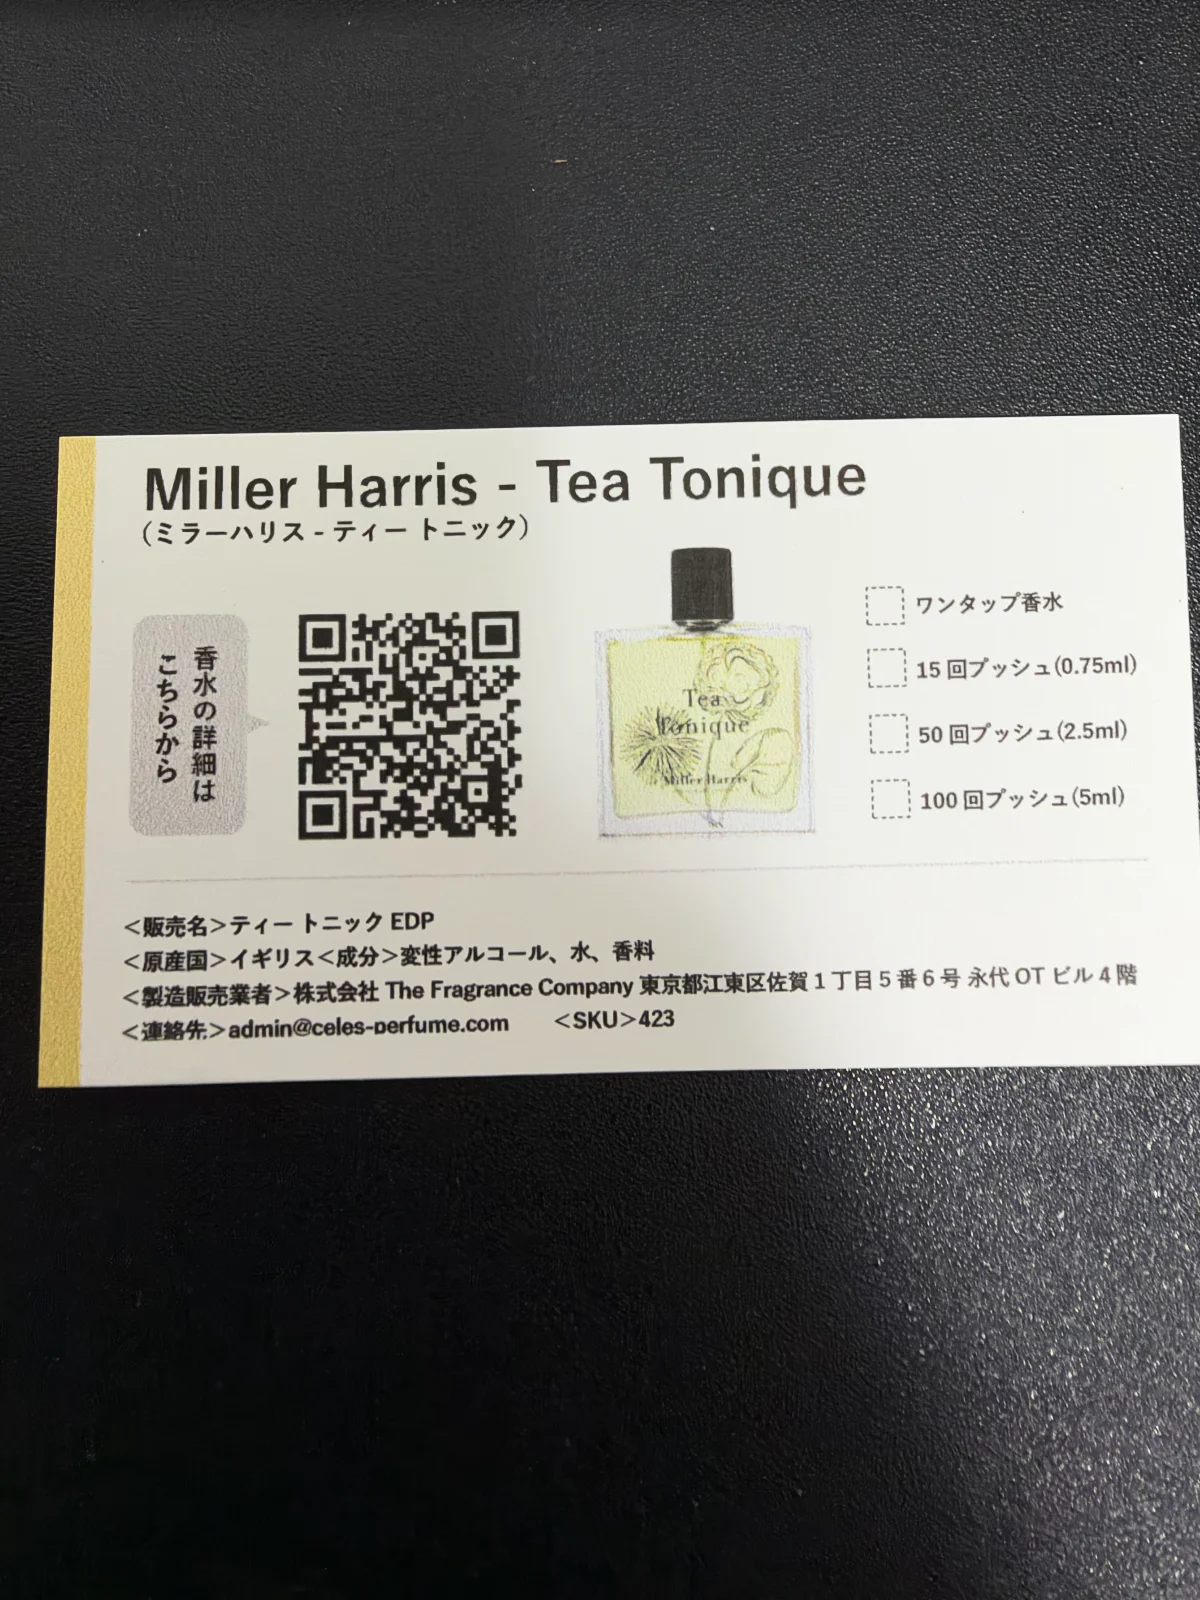 Miller Harris - Tea Tonique
（ミラーハリス - ティー トニック）
香水の詳細は
こちらから
Tea
Tonique
Miller Harris
ワンタップ香水
15 回プッシュ(0.75ml)
50 回プッシュ(2.5ml)
100 回プッシュ(5ml)
＜販売名＞ティー トニック EDP
＜原産国＞イギリス＜成分＞変性アルコール、水、香料
＜製造販売業者＞株式会社 The Fragrance Company 東京都江東区佐賀 1 丁目 5 番 6 号 永代 OT ビル 4 階
＜連絡先＞admin@celes-perfume.com ＜SKU＞423